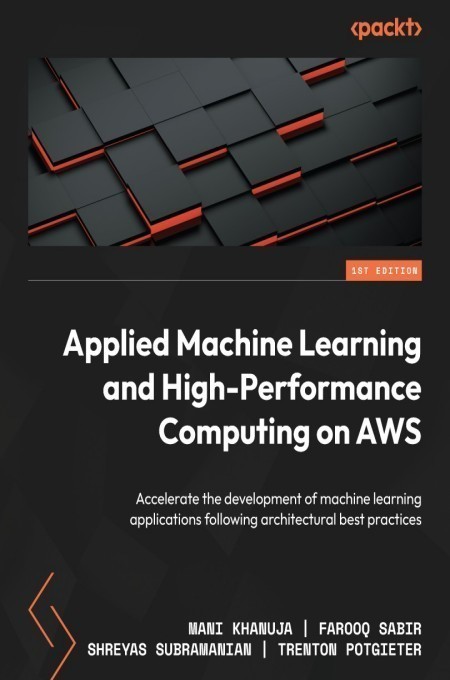 <packt>
1ST EDITION
Applied Machine Learning
and High-Performance
Computing on AWS
Accelerate the development of machine learning
applications following architectural best practices
MANI KHANUJA | FAROOQ SABIR
SHREYAS SUBRAMANIAN | TRENTON POTGIETER